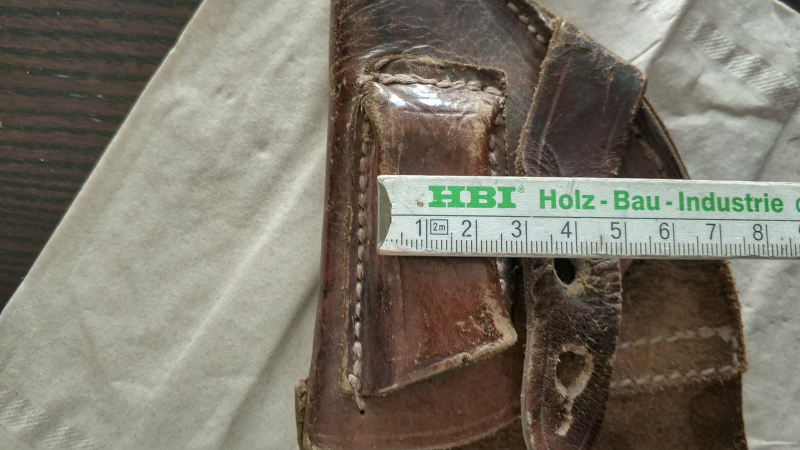 HBI® Holz-Bau-Industrie
1 2m 2 3 4 5 6 7 8